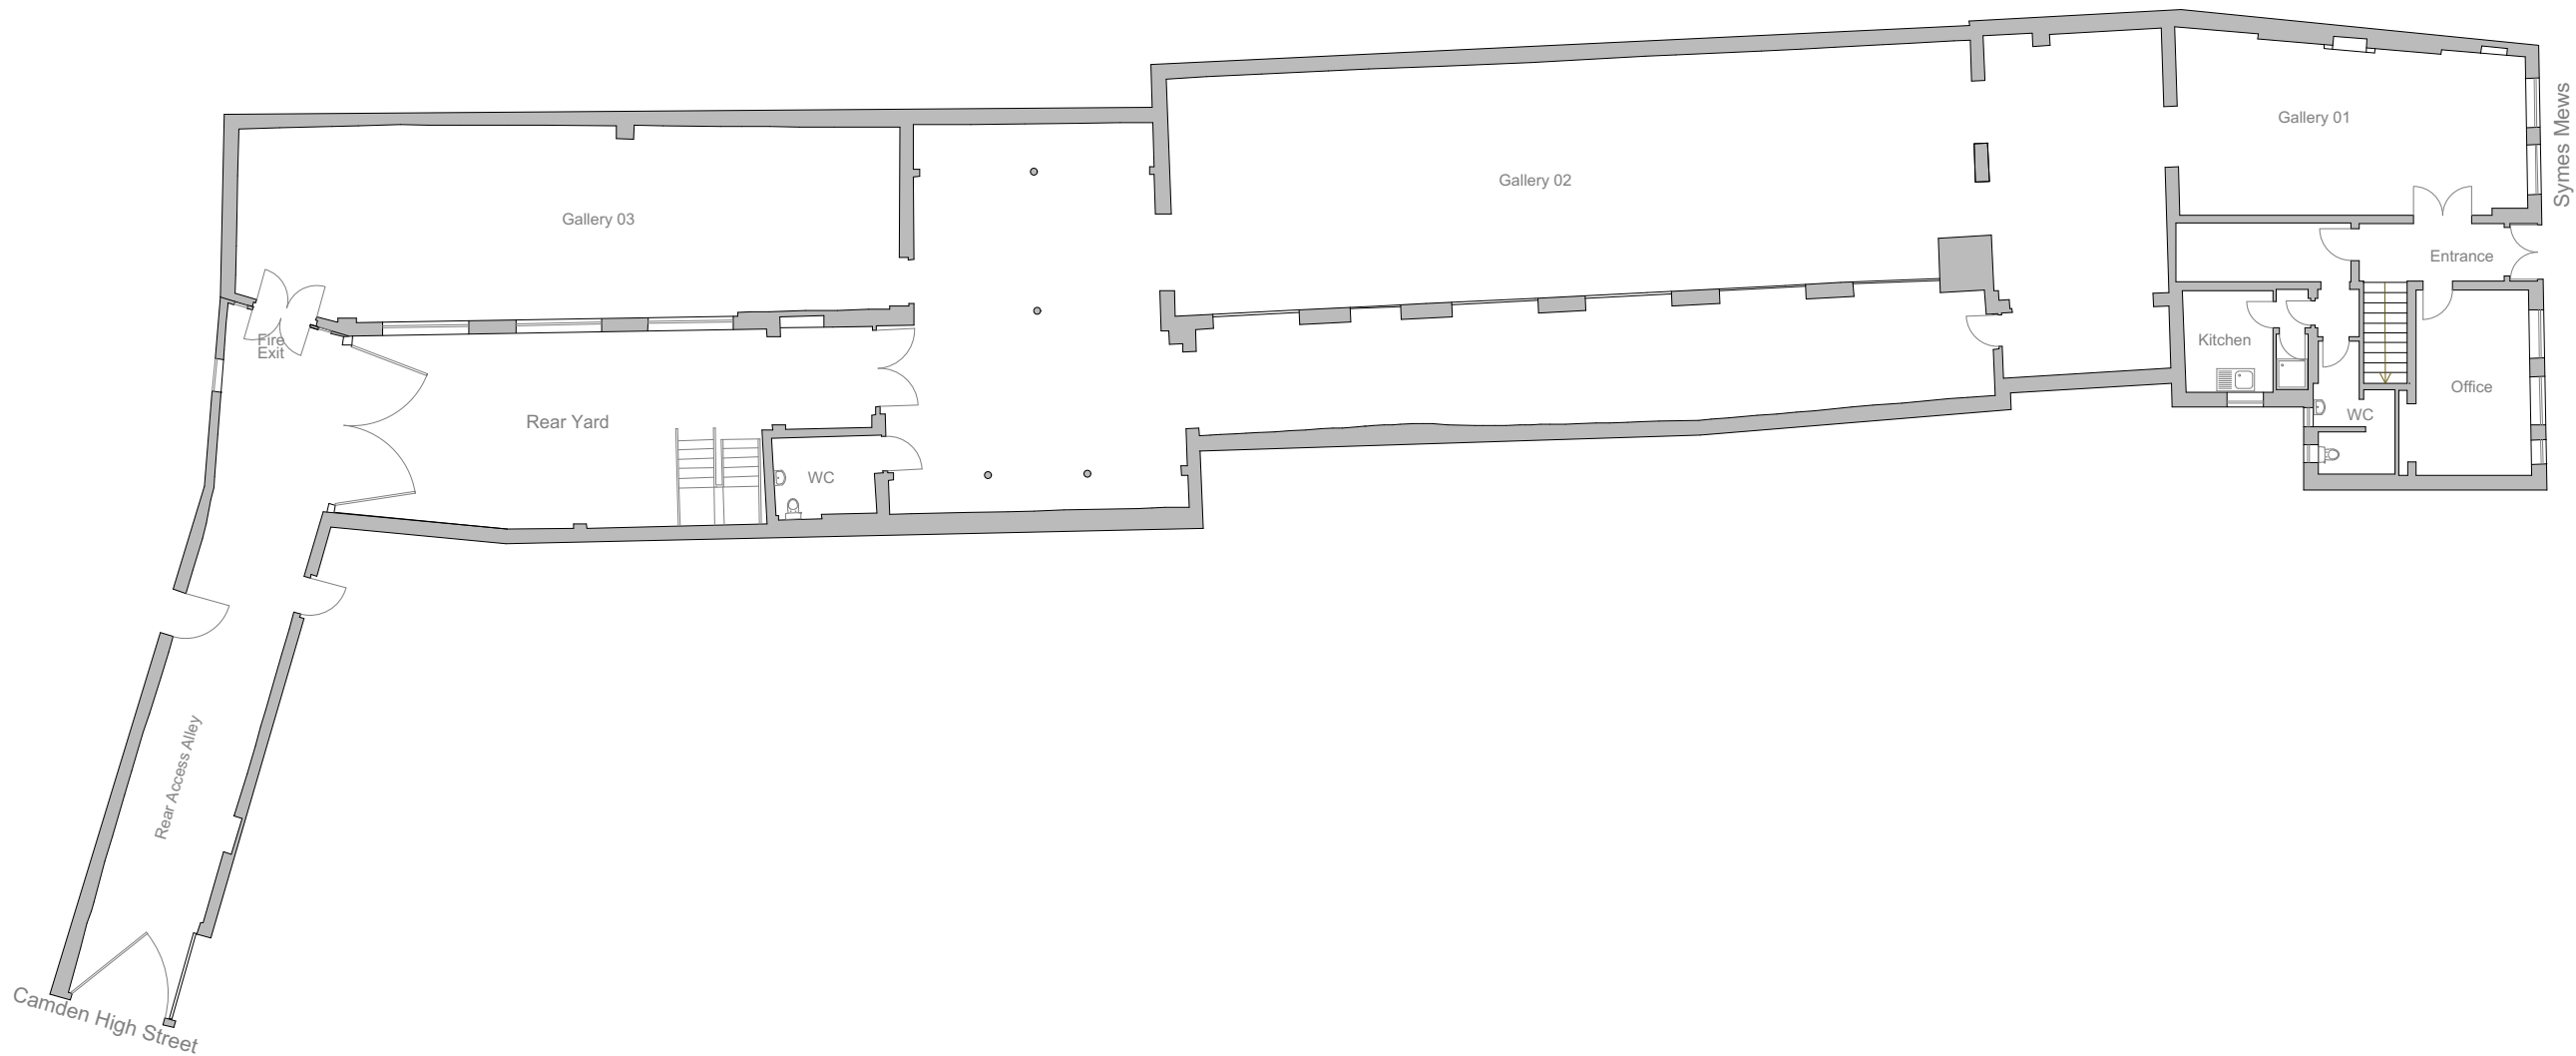 Gallery 01
Symes Mews
Gallery 02
Gallery 03
Entrance
Fire
Exit
Kitchen
Office
WC
Rear Yard
WC
Rear Access Alley
Camden High Street